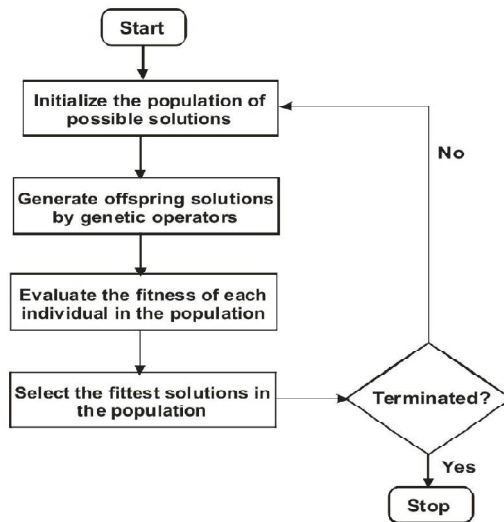 Start
Initialize the population of
possible solutions
No
Generate offspring solutions
by genetic operators
Evaluate the fitness of each
individual in the population
Select the fittest solutions in
the population
Terminated?
Yes
Stop